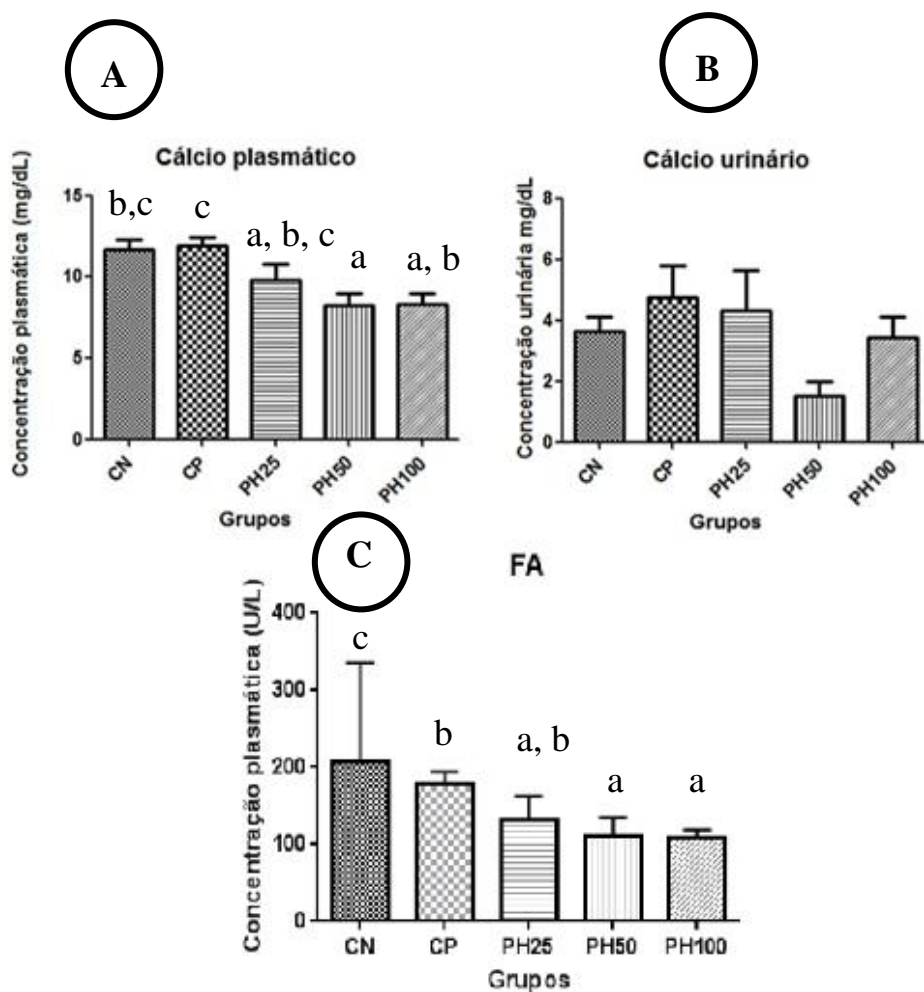 A
B
Cálcio plasmático
Concentração plasmática (mg/dL)
15
10
5
0
b,c
c
a, b, c
a
a, b
CN
CP
PH25
PH50
PH100
Grupos
Cálcio urinário
Concentração urinária mg/dL
8
6
4
2
0
CN
CP
PH25
PH50
PH100
Grupos
C
FA
Concentração plasmática (U/L)
400
300
200
100
0
c
b
a, b
a
a
CN
CP
PH25
PH50
PH100
Grupos